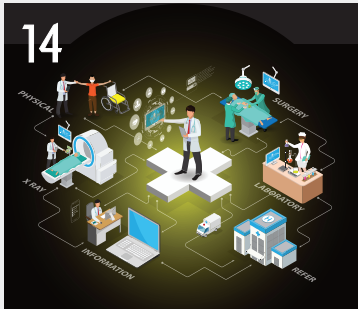 14
PHYSICAL
SURGERY
X RAY
LABORATORY
INFORMATION
REFER